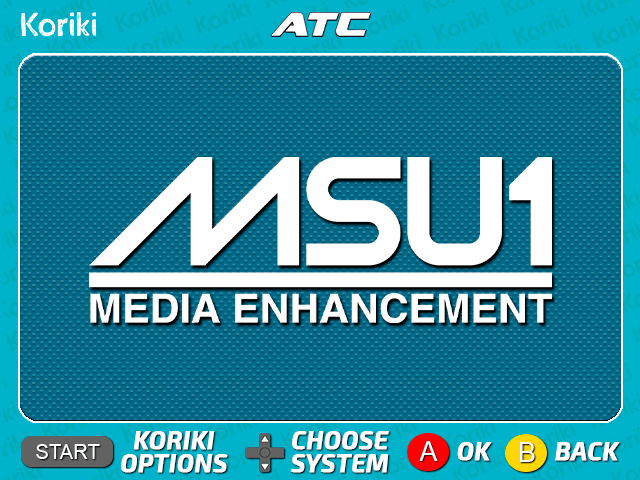 Koriki
ATC
MSU1
MEDIA ENHANCEMENT
START
KORIKI
OPTIONS
CHOOSE
SYSTEM
A OK
B BACK